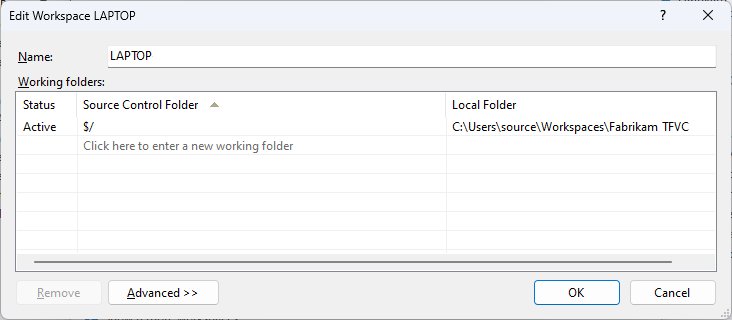 Edit Workspace LAPTOP ?
Name: LAPTOP
Working folders:
Status Source Control Folder Local Folder
Active $/ C:\Users\source\Workspaces\Fabrikam TFVC
Click here to enter a new working folder
Remove Advanced >> OK Cancel